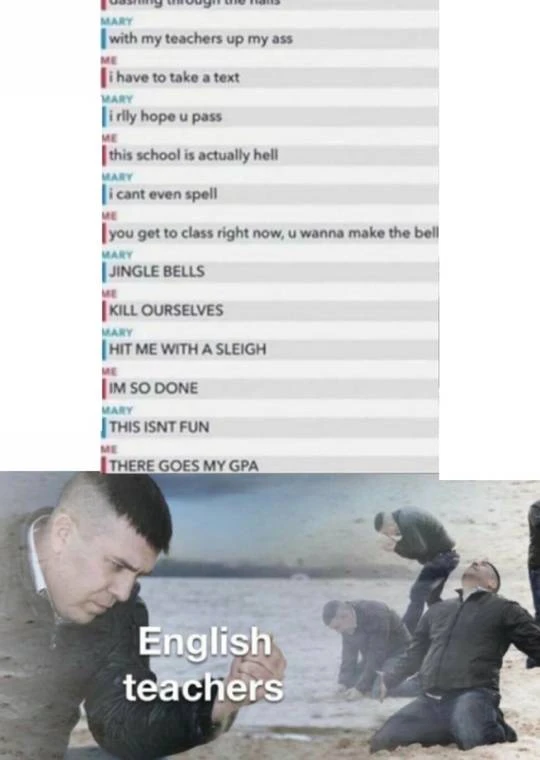 dashing through the halls
MARY
with my teachers up my ass
ME
i have to take a text
MARY
i rlly hope u pass
ME
this school is actually hell
MARY
i cant even spell
ME
you get to class right now, u wanna make the bell
MARY
JINGLE BELLS
ME
KILL OURSELVES
MARY
HIT ME WITH A SLEIGH
ME
IM SO DONE
MARY
THIS ISNT FUN
ME
THERE GOES MY GPA
English
teachers